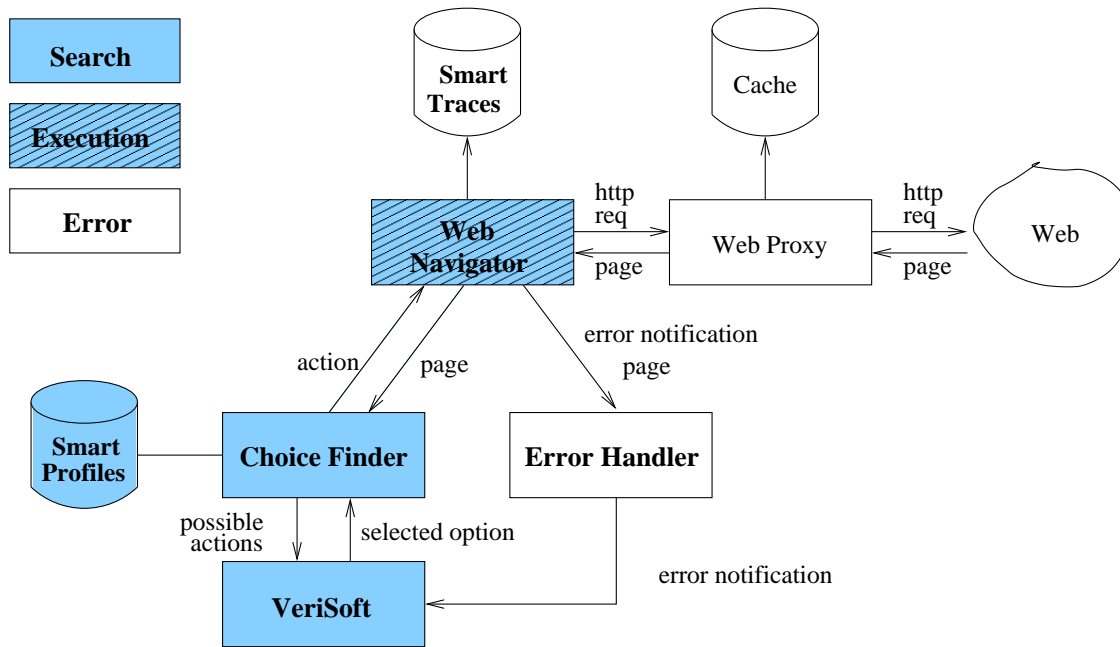 Search
Execution
Error
Smart
Traces
Cache
Web
Navigator
http
req
page
Web Proxy
http
req
page
Web
action
page
error notification
page
Smart
Profiles
Choice Finder
Error Handler
possible
actions
selected option
VeriSoft
error notification